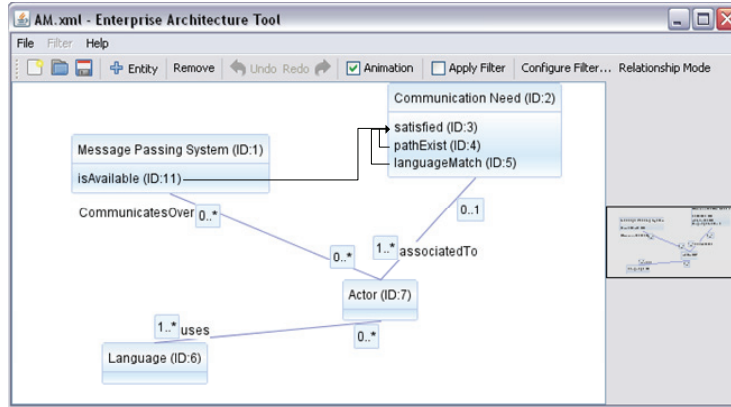 AM.xml - Enterprise Architecture Tool
File Filter Help
Entity Remove Undo Redo Animation Apply Filter Configure Filter... Relationship Mode
Communication Need (ID:2)
satisfied (ID:3)
pathExist (ID:4)
languageMatch (ID:5)
Message Passing System (ID:1)
isAvailable (ID:11)
CommunicatesOver 0..*
0..1
0..*
1..* associatedTo
Actor (ID:7)
1..* uses
0..*
Language (ID:6)